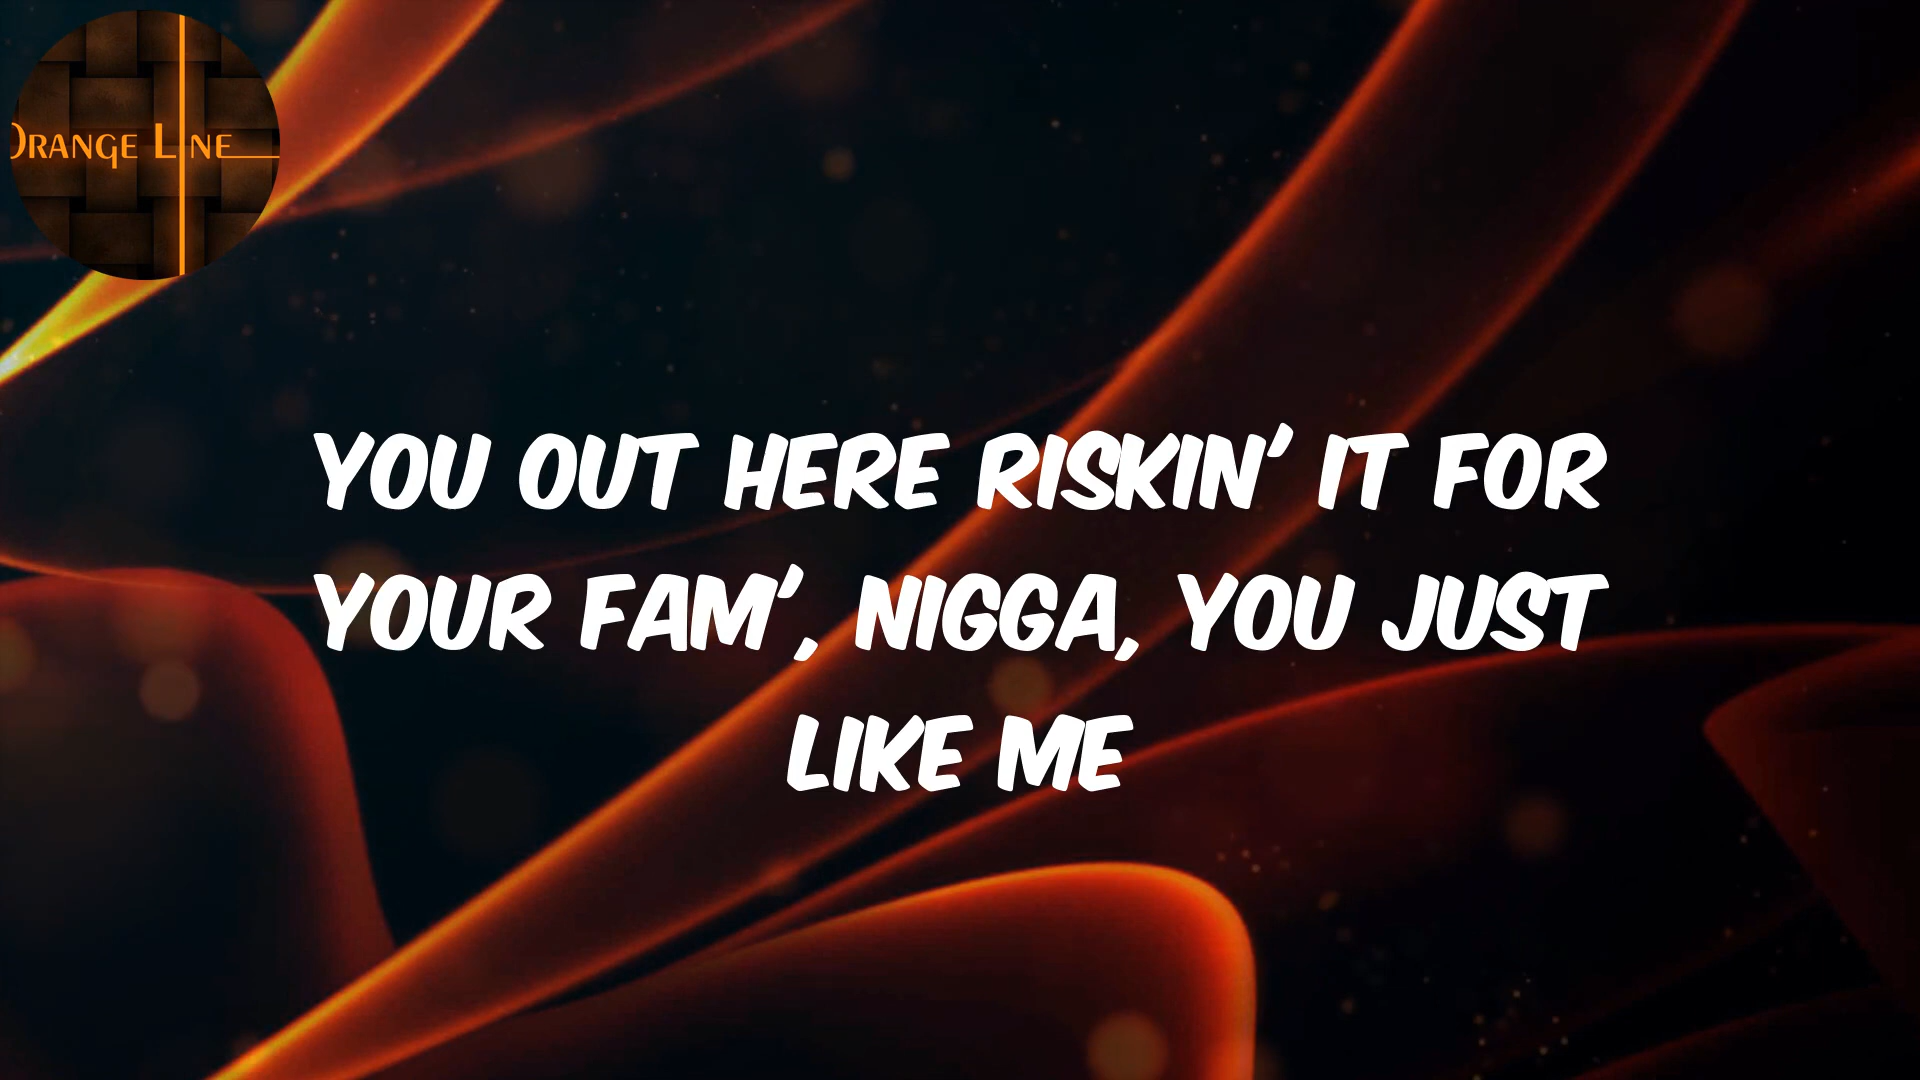 ORANGE LINE
YOU OUT HERE RISKIN' IT FOR
YOUR FAM', NIGGA, YOU JUST
LIKE ME